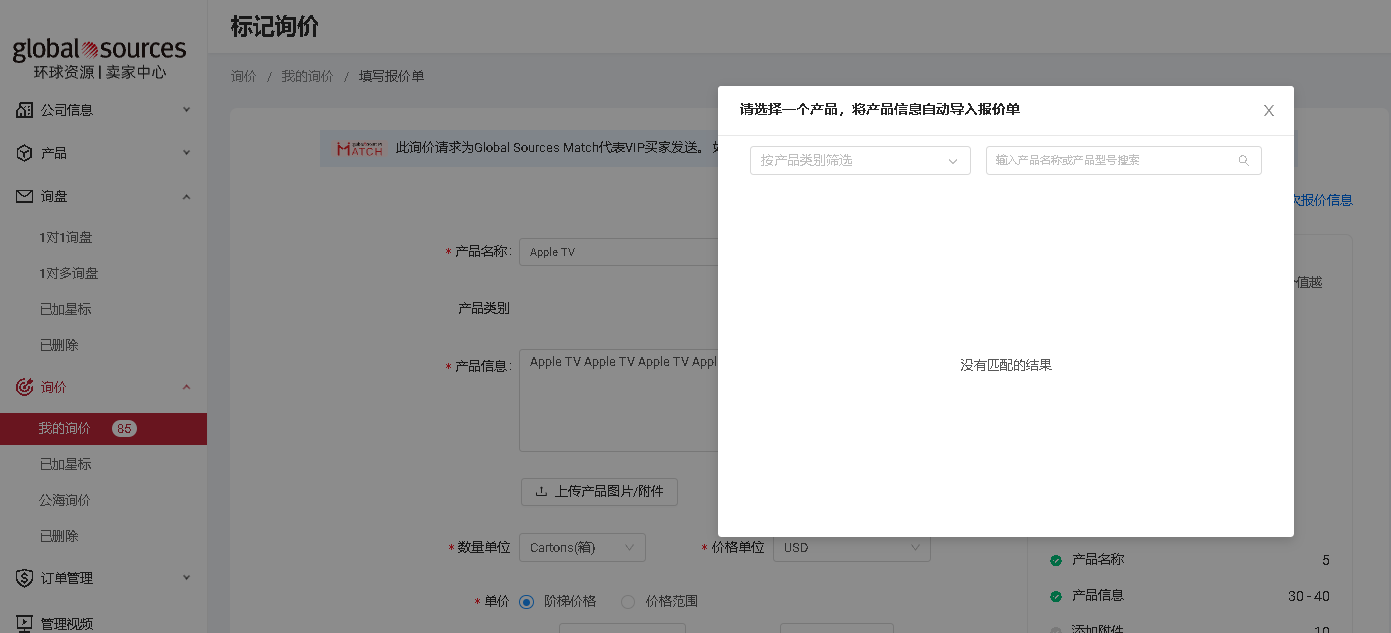 标记询价
global sources
环球资源 | 卖家中心
询价 / 我的询价 / 填写报价单
公司信息
产品
询盘
1对1询盘
1对多询盘
已加星标
已删除
询价
我的询价 85
已加星标
公海询价
已删除
订单管理
管理视频
global sources
MATCH
此询价请求为Global Sources Match代表VIP买家发送。
次报价信息
* 产品名称: Apple TV
产品类别
* 产品信息: Apple TV Apple TV Apple TV Appl
上传产品图片/附件
* 数量单位 Cartons(箱)
* 价格单位 USD
* 单价 阶梯价格 价格范围
请选择一个产品，将产品信息自动导入报价单
按产品类别筛选
输入产品名称或产品型号搜索
没有匹配的结果
值越
产品名称 5
产品信息 30 - 40
添加附件 10